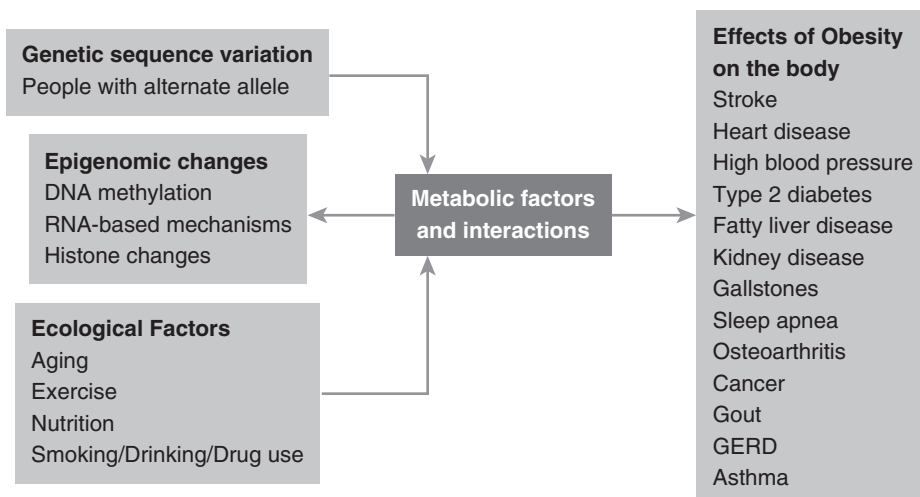 Genetic sequence variation
People with alternate allele
Epigenomic changes
DNA methylation
RNA-based mechanisms
Histone changes
Ecological Factors
Aging
Exercise
Nutrition
Smoking/Drinking/Drug use
Metabolic factors
and interactions
Effects of Obesity
on the body
Stroke
Heart disease
High blood pressure
Type 2 diabetes
Fatty liver disease
Kidney disease
Gallstones
Sleep apnea
Osteoarthritis
Cancer
Gout
GERD
Asthma